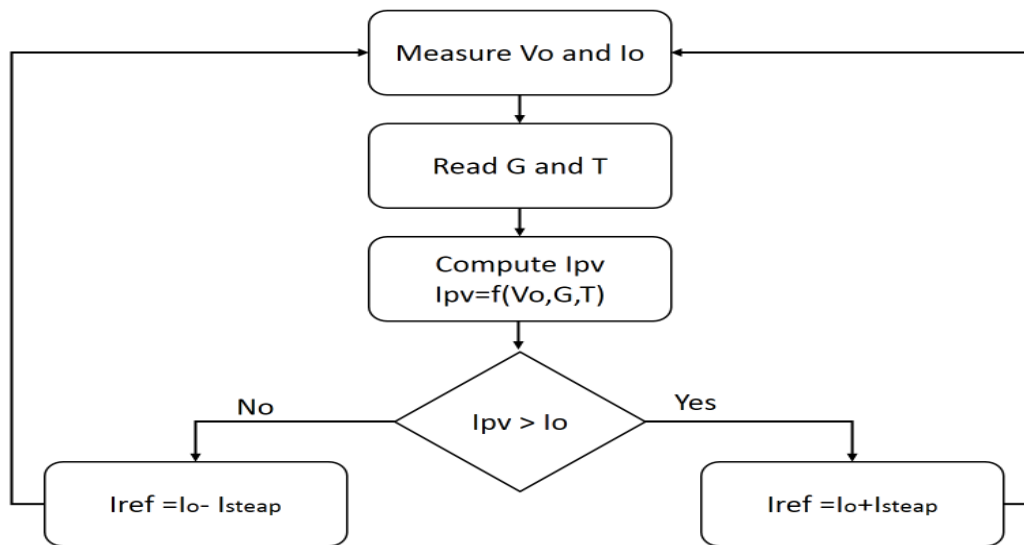 Measure Vo and Io
Read G and T
Compute Ipv
Ipv=f(Vo,G,T)
Ipv > Io
No
Yes
Iref =Io- Isteap
Iref =Io+Isteap